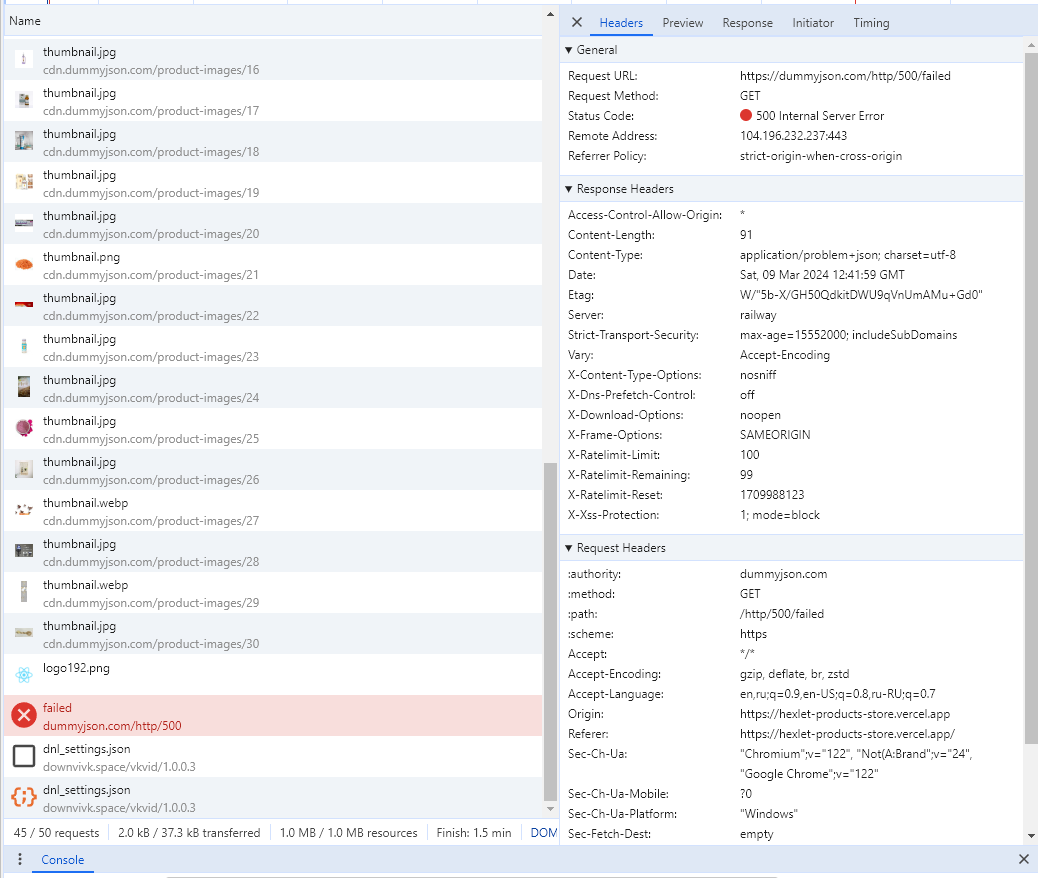 Name
thumbnail.jpg
cdn.dummyjson.com/product-images/16
thumbnail.jpg
cdn.dummyjson.com/product-images/17
thumbnail.jpg
cdn.dummyjson.com/product-images/18
thumbnail.jpg
cdn.dummyjson.com/product-images/19
thumbnail.jpg
cdn.dummyjson.com/product-images/20
thumbnail.png
cdn.dummyjson.com/product-images/21
thumbnail.jpg
cdn.dummyjson.com/product-images/22
thumbnail.jpg
cdn.dummyjson.com/product-images/23
thumbnail.jpg
cdn.dummyjson.com/product-images/24
thumbnail.jpg
cdn.dummyjson.com/product-images/25
thumbnail.jpg
cdn.dummyjson.com/product-images/26
thumbnail.webp
cdn.dummyjson.com/product-images/27
thumbnail.jpg
cdn.dummyjson.com/product-images/28
thumbnail.webp
cdn.dummyjson.com/product-images/29
thumbnail.jpg
cdn.dummyjson.com/product-images/30
logo192.png
failed
dummyjson.com/http/500
dnl_settings.json
downvivk.space/vkvid/1.0.0.3
dnl_settings.json
downvivk.space/vkvid/1.0.0.3
45 / 50 requests 2.0 kB / 37.3 kB transferred 1.0 MB / 1.0 MB resources Finish: 1.5 min DOM
Headers Preview Response Initiator Timing
General
Request URL: https://dummyjson.com/http/500/failed
Request Method: GET
Status Code: 500 Internal Server Error
Remote Address: 104.196.232.237:443
Referrer Policy: strict-origin-when-cross-origin
Response Headers
Access-Control-Allow-Origin: *
Content-Length: 91
Content-Type: application/problem+json; charset=utf-8
Date: Sat, 09 Mar 2024 12:41:59 GMT
Etag: W/"5b-X/GH50QdkitDWU9qVnUmAMu+Gd0"
Server: railway
Strict-Transport-Security: max-age=15552000; includeSubDomains
Vary: Accept-Encoding
X-Content-Type-Options: nosniff
X-Dns-Prefetch-Control: off
X-Download-Options: noopen
X-Frame-Options: SAMEORIGIN
X-Ratelimit-Limit: 100
X-Ratelimit-Remaining: 99
X-Ratelimit-Reset: 1709988123
X-Xss-Protection: 1; mode=block
Request Headers
:authority: dummyjson.com
:method: GET
:path: /http/500/failed
:scheme: https
Accept: */*
Accept-Encoding: gzip, deflate, br, zstd
Accept-Language: en,ru;q=0.9,en-US;q=0.8,ru-RU;q=0.7
Origin: https://hexlet-products-store.vercel.app
Referer: https://hexlet-products-store.vercel.app/
Sec-Ch-Ua: "Chromium";v="122", "Not(A:Brand";v="24",
"Google Chrome";v="122"
Sec-Ch-Ua-Mobile: ?0
Sec-Ch-Ua-Platform: "Windows"
Sec-Fetch-Dest: empty
Console